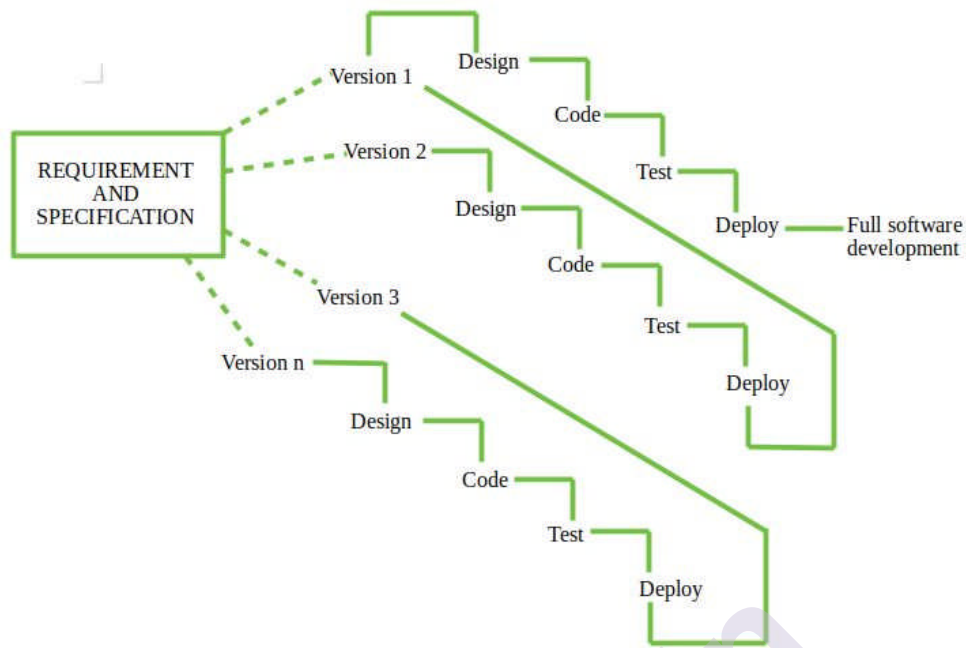 REQUIREMENT
AND
SPECIFICATION
Version 1
Design
Code
Test
Deploy
Full software
development
Version 2
Design
Code
Test
Deploy
Version 3
Version n
Design
Code
Test
Deploy